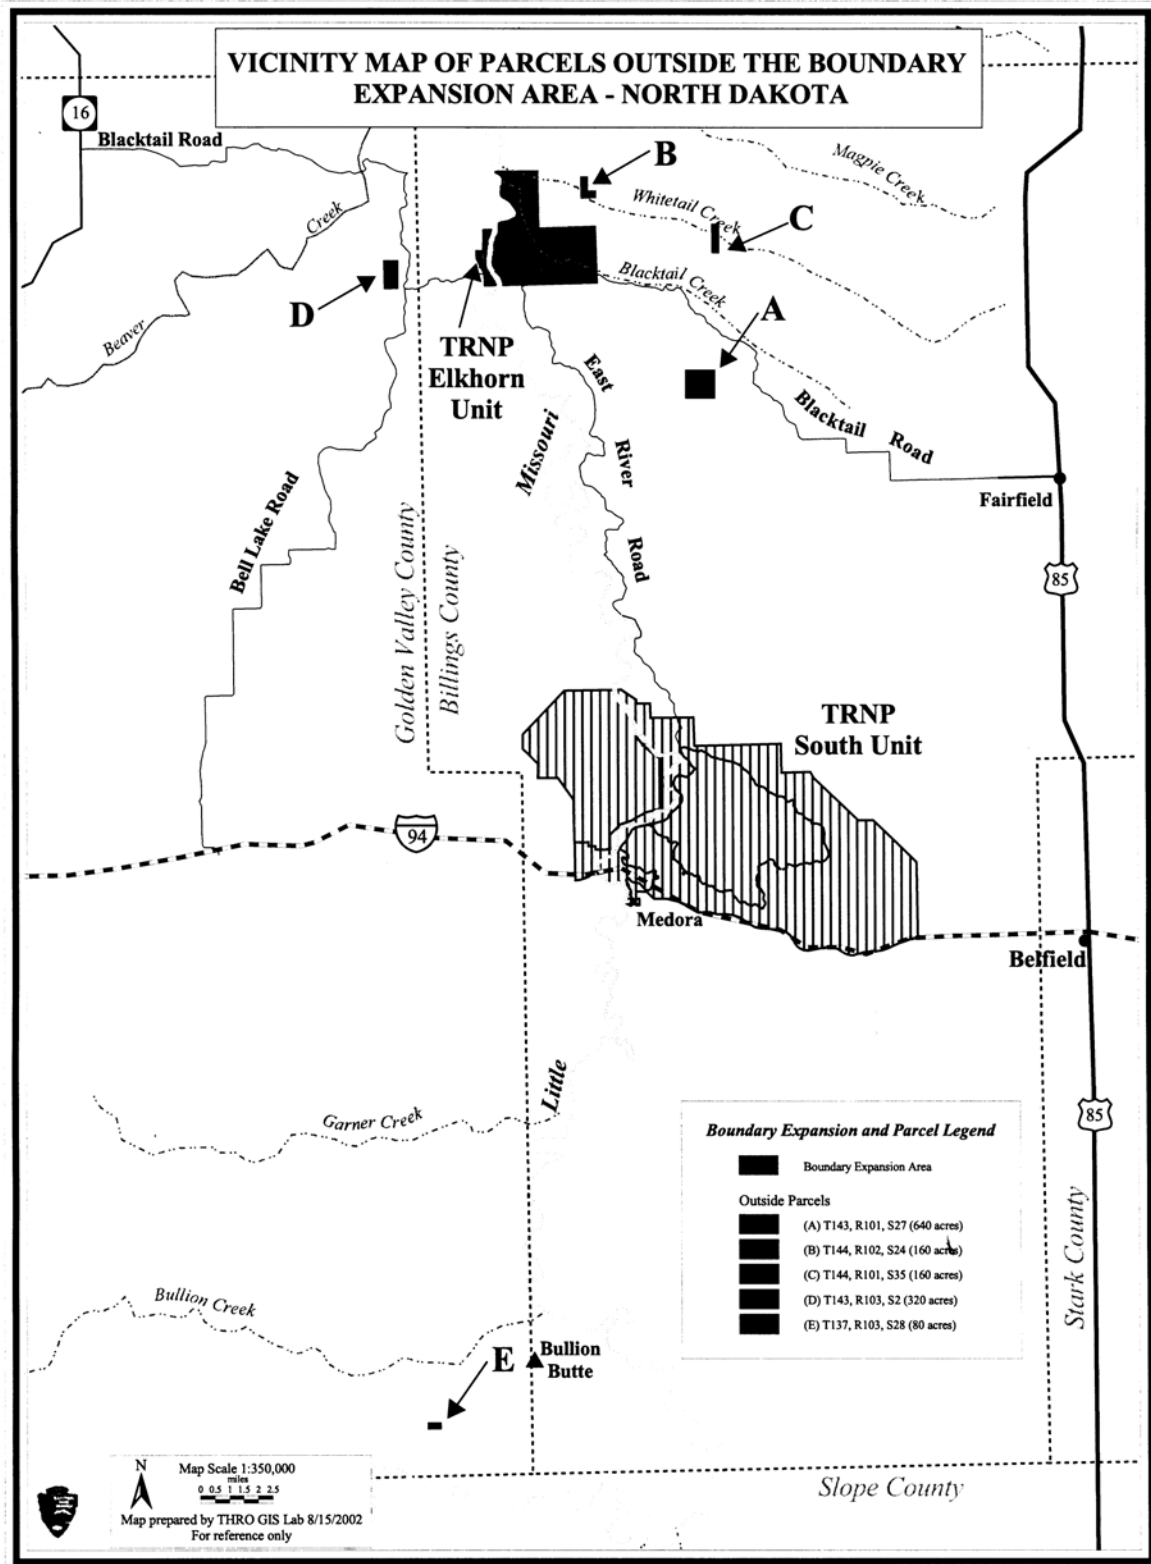 VICINITY MAP OF PARCELS OUTSIDE THE BOUNDARY
EXPANSION AREA - NORTH DAKOTA
16
Blacktail Road
Magpie Creek
B
Whitetail Creek
C
Creek
Blacktail Creek
D
A
Beaver
TRNP
Elkhorn
Unit
East
River
Road
Missouri
Blacktail Road
Fairfield
Bell Lake Road
Golden Valley County
Billings County
85
TRNP
South Unit
94
Medora
Belfield
Little
Garner Creek
85
Boundary Expansion and Parcel Legend
Boundary Expansion Area
Outside Parcels
(A) T143, R101, S27 (640 acres)
(B) T144, R102, S24 (160 acres)
(C) T144, R101, S35 (160 acres)
(D) T143, R103, S2 (320 acres)
(E) T137, R103, S28 (80 acres)
Stark County
Bullion Creek
E
Bullion
Butte
N
Map Scale 1:350,000
miles
0 0.5 1 1.5 2 2.5
Map prepared by THRO GIS Lab 8/15/2002
For reference only
Slope County